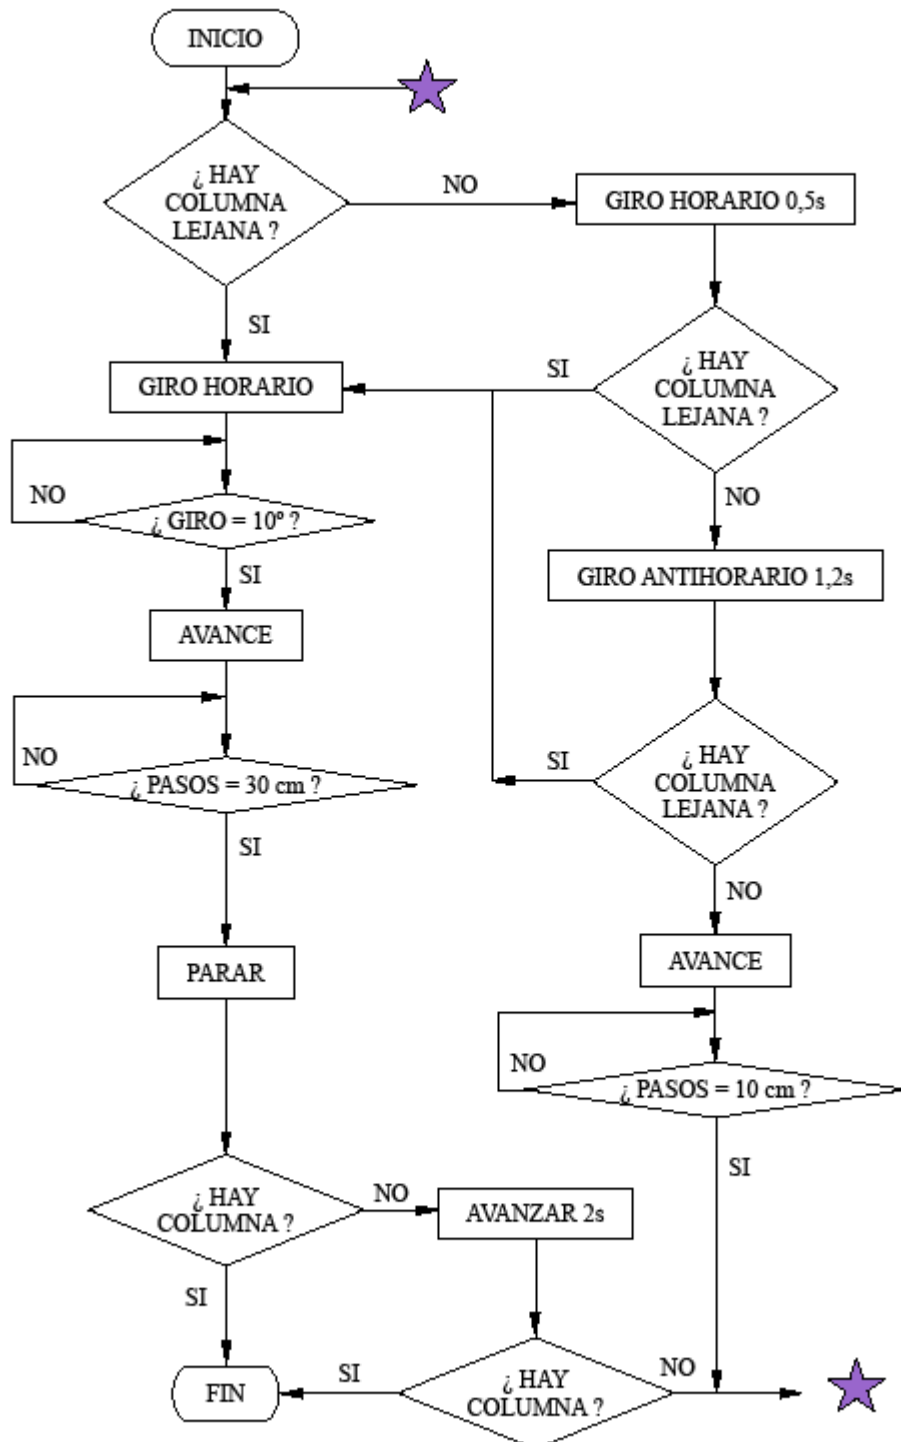 INICIO
¿ HAY
COLUMNA
LEJANA ?
NO
GIRO HORARIO 0,5s
SI
GIRO HORARIO
SI
¿ HAY
COLUMNA
LEJANA ?
NO
¿ GIRO = 10º ?
NO
SI
GIRO ANTIHORARIO 1,2s
AVANCE
NO
¿ PASOS = 30 cm ?
SI
¿ HAY
COLUMNA
LEJANA ?
SI
NO
PARAR
AVANCE
NO
¿ PASOS = 10 cm ?
SI
¿ HAY
COLUMNA ?
NO
AVANZAR 2s
SI
FIN
SI
¿ HAY
COLUMNA ?
NO